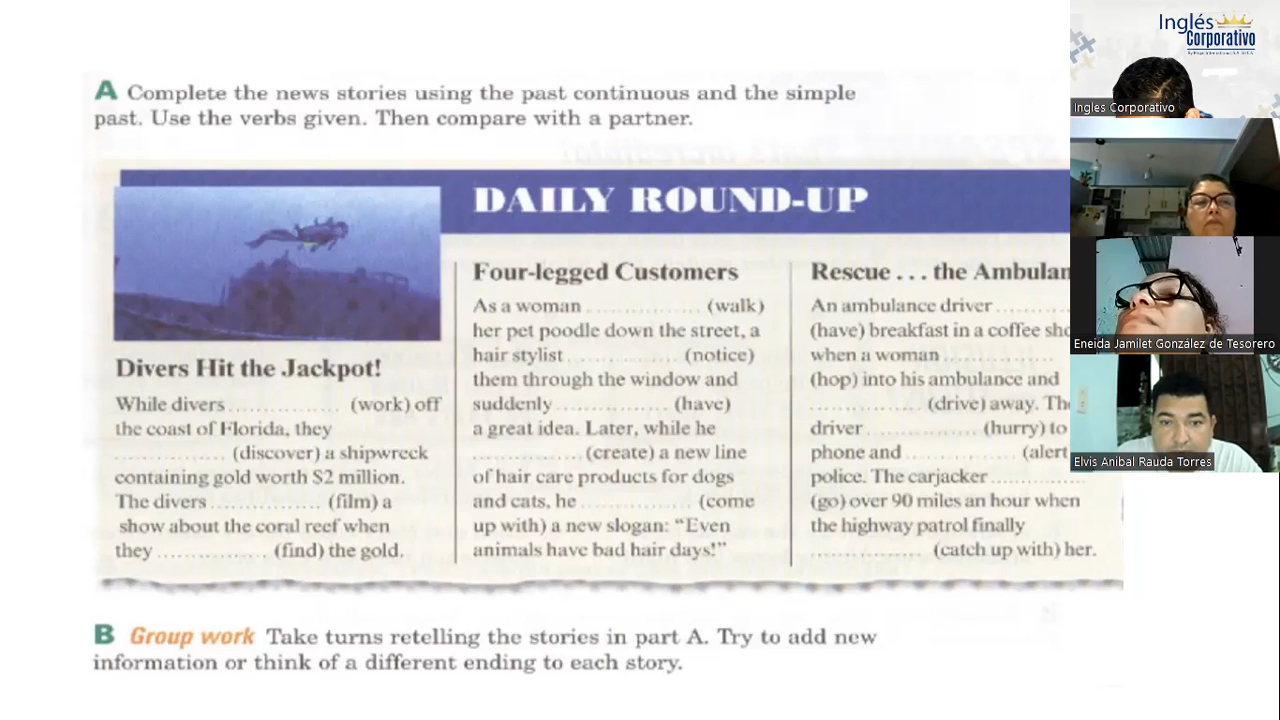 A Complete the news stories using the past continuous and the simple
past. Use the verbs given. Then compare with a partner.
DAILY ROUND-UP
Divers Hit the Jackpot!
While divers .............. (work) off
the coast of Florida, they
.............. (discover) a shipwreck
containing gold worth $2 million.
The divers .............. (film) a
show about the coral reef when
they .............. (find) the gold.
Four-legged Customers
As a woman .............. (walk)
her pet poodle down the street, a
hair stylist .............. (notice)
them through the window and
suddenly .............. (have)
a great idea. Later, while he
.............. (create) a new line
of hair care products for dogs
and cats, he .............. (come
up with) a new slogan: “Even
animals have bad hair days!”
Rescue . . . the Ambulan
An ambulance driver ........
(have) breakfast in a coffee sho
when a woman ..............
(hop) into his ambulance and
.............. (drive) away. The
driver .............. (hurry) to
phone and .............. (alert
police. The carjacker ..............
(go) over 90 miles an hour when
the highway patrol finally
.............. (catch up with) her.
B Group work Take turns retelling the stories in part A. Try to add new
information or think of a different ending to each story.
Inglés
Corporativo
Ingles Corporativo
Eneida Jamilet González de Tesorero
Elvis Anibal Rauda Torres